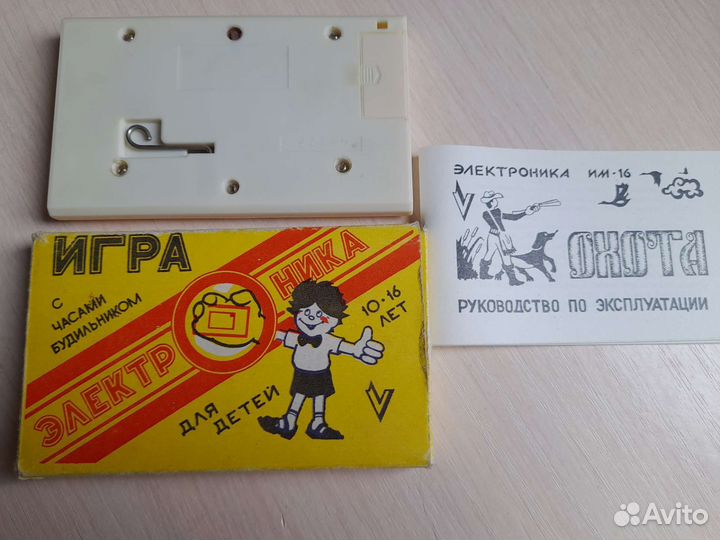 ИГРА
С
ЧАСАМИ
БУДИЛЬНИКОМ
ЭЛЕКТРОНИКА
10-16
ЛЕТ
ДЛЯ
ДЕТЕЙ
ЭЛЕКТРОНИКА ИМ-16
ОХОТА
РУКОВОДСТВО ПО ЭКСПЛУАТАЦИИ
Avito